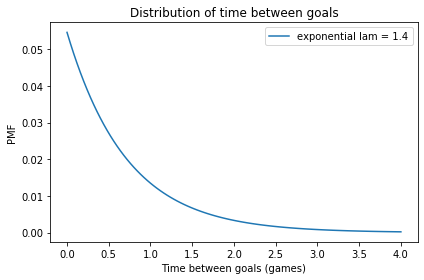 Distribution of time between goals
exponential lam = 1.4
0.05
0.04
0.03
0.02
0.01
0.00
PMF
0.0 0.5 1.0 1.5 2.0 2.5 3.0 3.5 4.0
Time between goals (games)